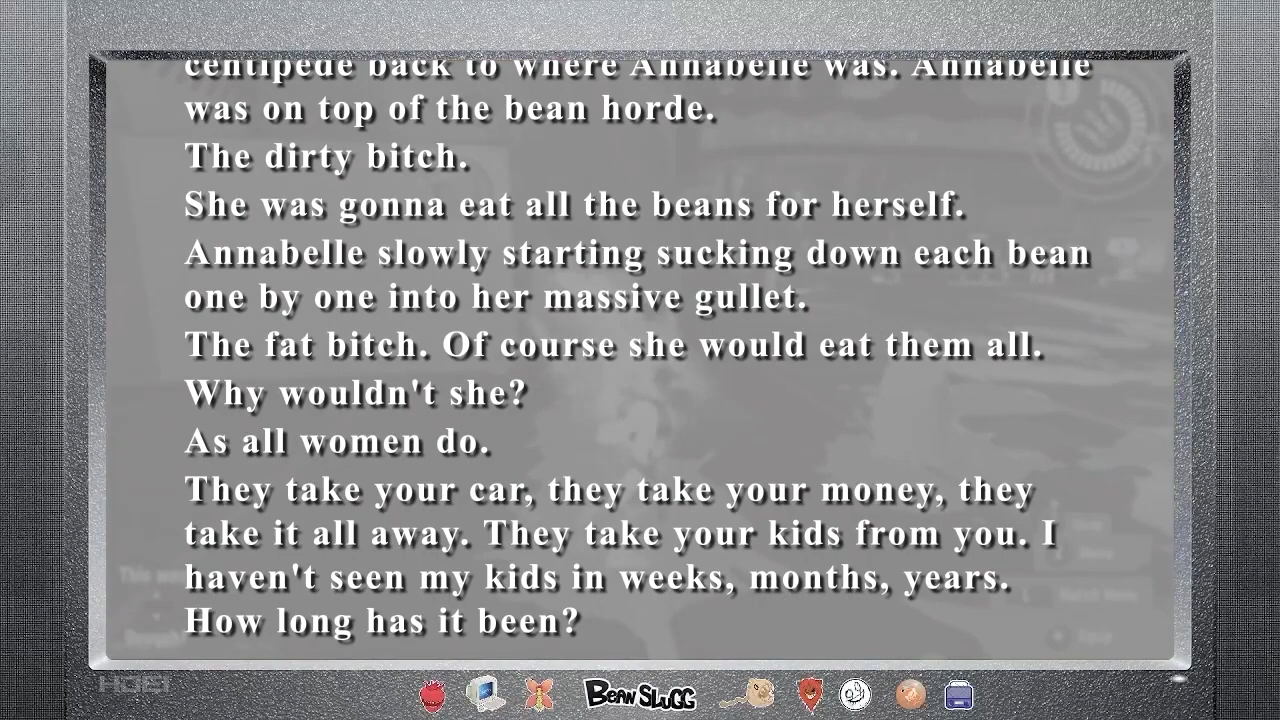 centipede back to where Annabelle was. Annabelle
was on top of the bean horde.
The dirty bitch.
She was gonna eat all the beans for herself.
Annabelle slowly starting sucking down each bean
one by one into her massive gullet.
The fat bitch. Of course she would eat them all.
Why wouldn't she?
As all women do.
They take your car, they take your money, they
take it all away. They take your kids from you. I
haven't seen my kids in weeks, months, years.
How long has it been?
BEAN SLUGG